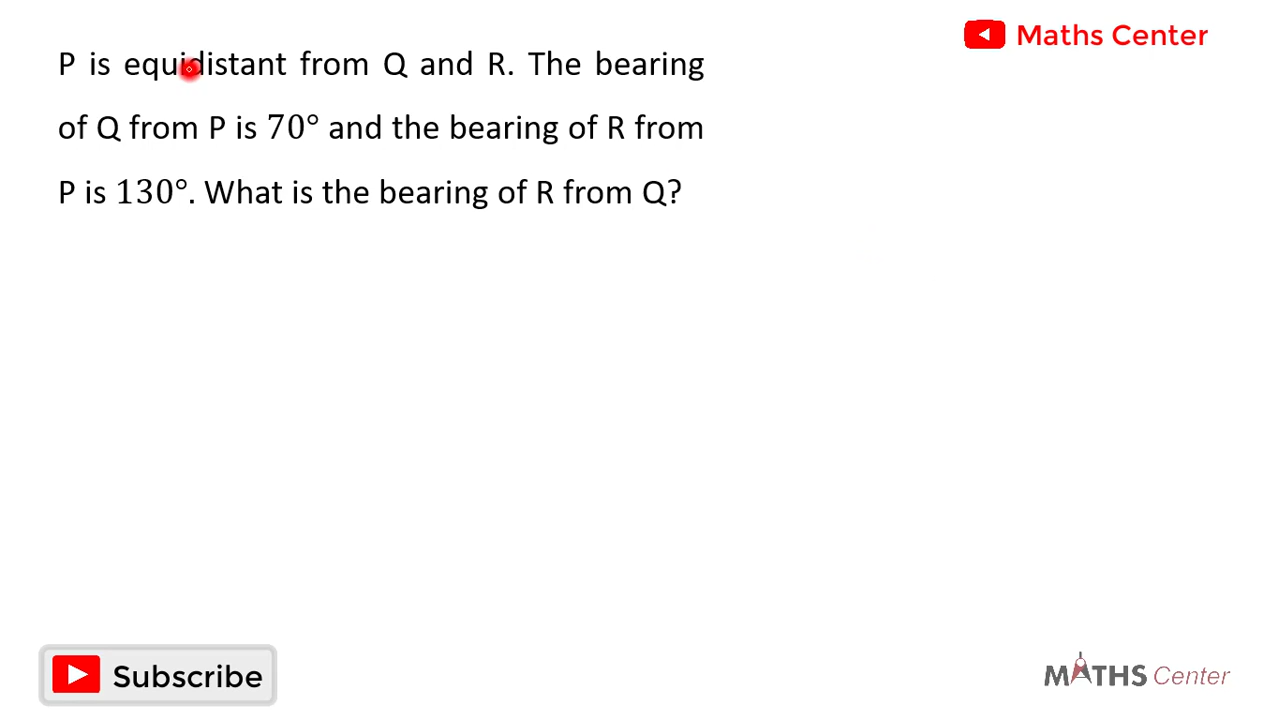 Maths Center
P is equidistant from Q and R. The bearing
of Q from P is 70° and the bearing of R from
P is 130°. What is the bearing of R from Q?
Subscribe
MATHS Center